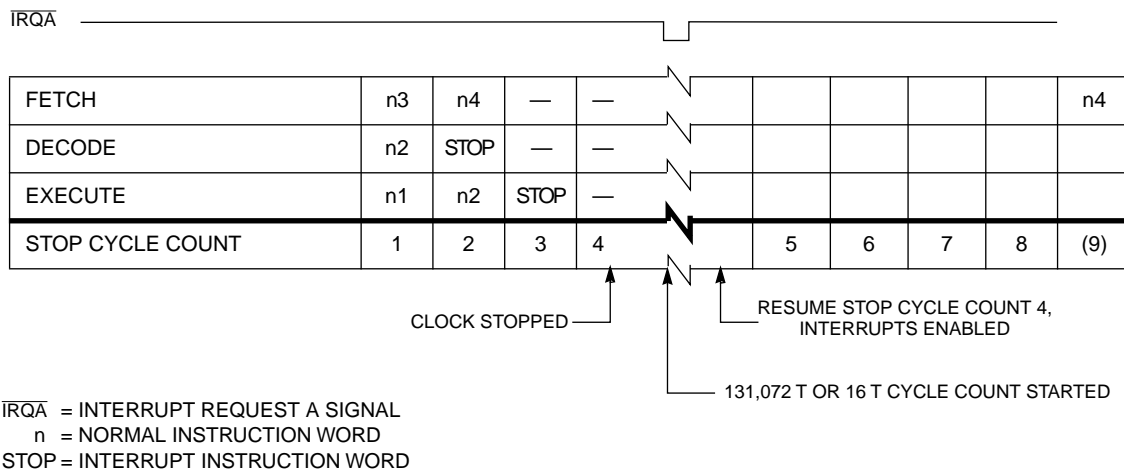 IRQA
FETCH n3 n4 — — n4
DECODE n2 STOP — —
EXECUTE n1 n2 STOP —
STOP CYCLE COUNT 1 2 3 4 5 6 7 8 (9)
CLOCK STOPPED
RESUME STOP CYCLE COUNT 4,
INTERRUPTS ENABLED
131,072 T OR 16 T CYCLE COUNT STARTED
IRQA = INTERRUPT REQUEST A SIGNAL
n = NORMAL INSTRUCTION WORD
STOP = INTERRUPT INSTRUCTION WORD